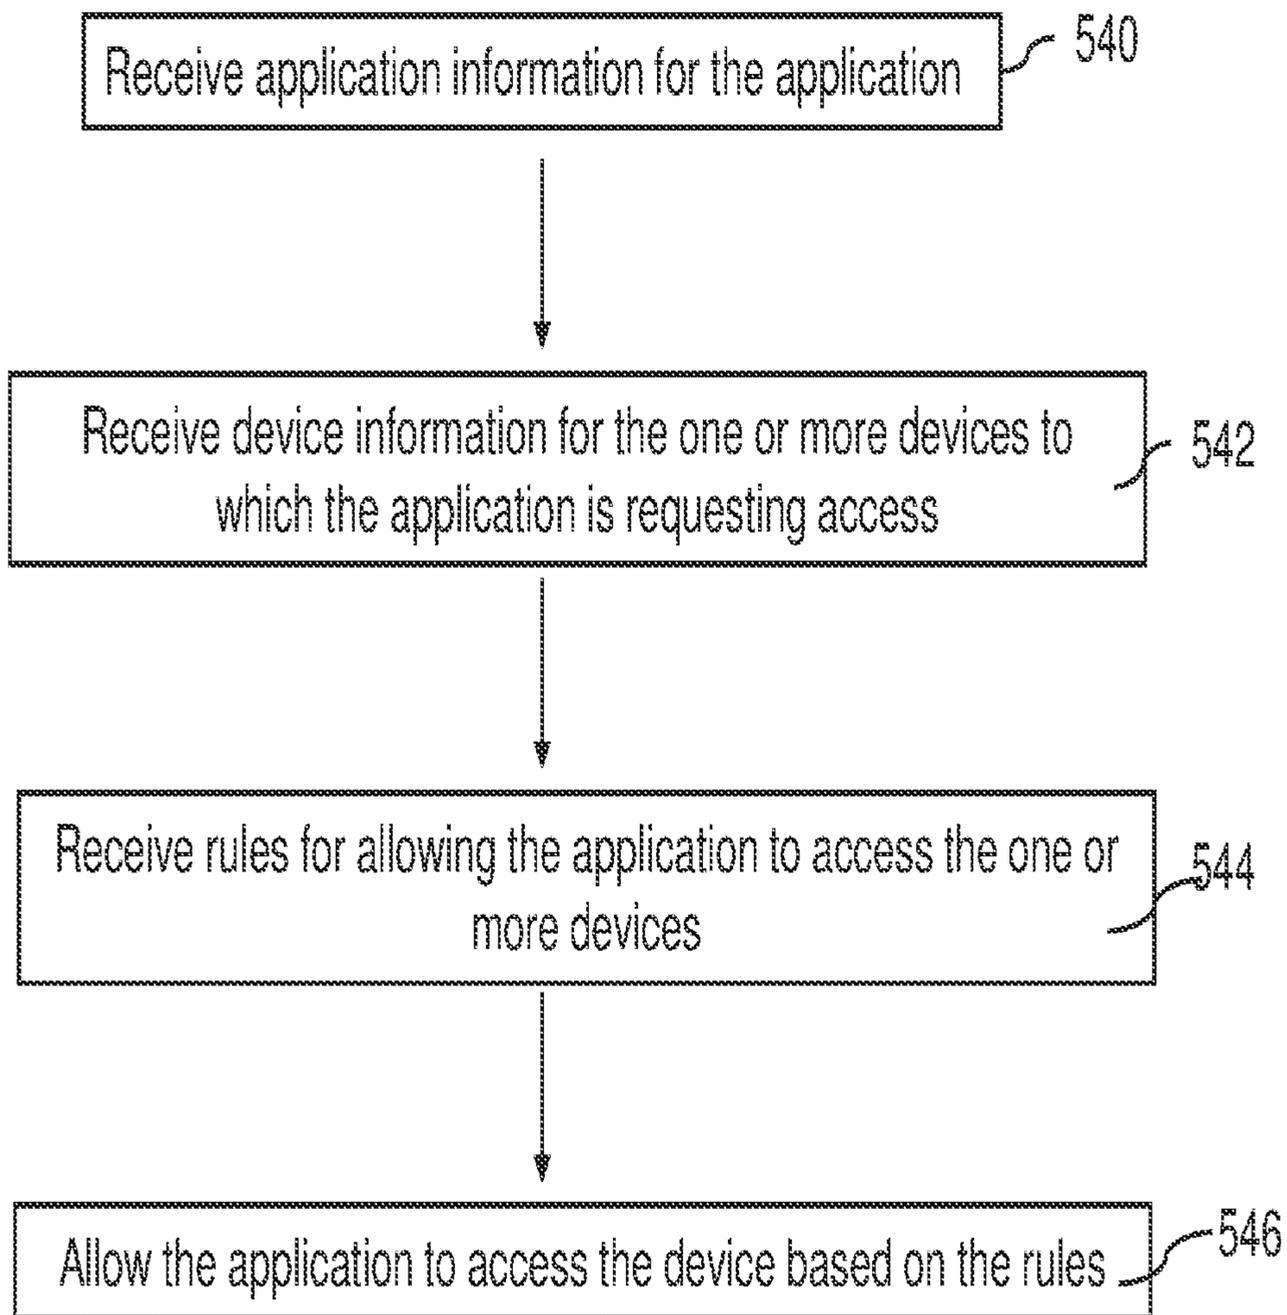 Receive application information for the application
540
Receive device information for the one or more devices to
which the application is requesting access
542
Receive rules for allowing the application to access the one or
more devices
544
Allow the application to access the device based on the rules
546